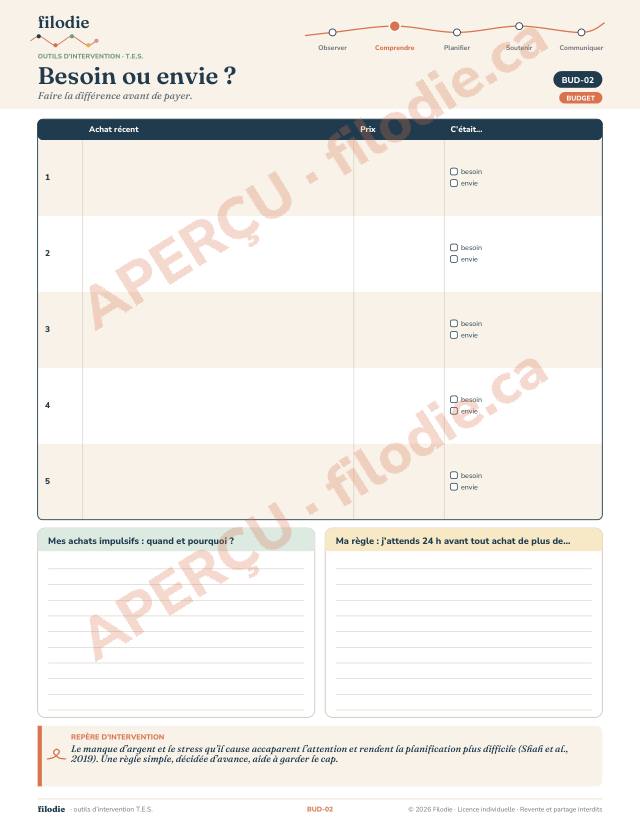 filodie
OUTILS D'INTERVENTION · T.E.S.
Observer
Comprendre
Planifier
Soutenir
Communiquer
Besoin ou envie ?
Faire la différence avant de payer.
BUD-02
BUDGET
Achat récent
Prix
C'était…
1
besoin
envie
2
besoin
envie
3
besoin
envie
4
besoin
envie
5
besoin
envie
APERÇU · filodie.ca
APERÇU · filodie.ca
Mes achats impulsifs : quand et pourquoi ?
Ma règle : j'attends 24 h avant tout achat de plus de…
REPÈRE D'INTERVENTION
Le manque d'argent et le stress qu'il cause accaparent l'attention et rendent la planification plus difficile (Shafi et al.,
2019). Une règle simple, décidée d'avance, aide à garder le cap.
filodie · outils d'intervention T.E.S.
BUD-02
© 2026 Filodie · Licence individuelle · Revente et partage interdits